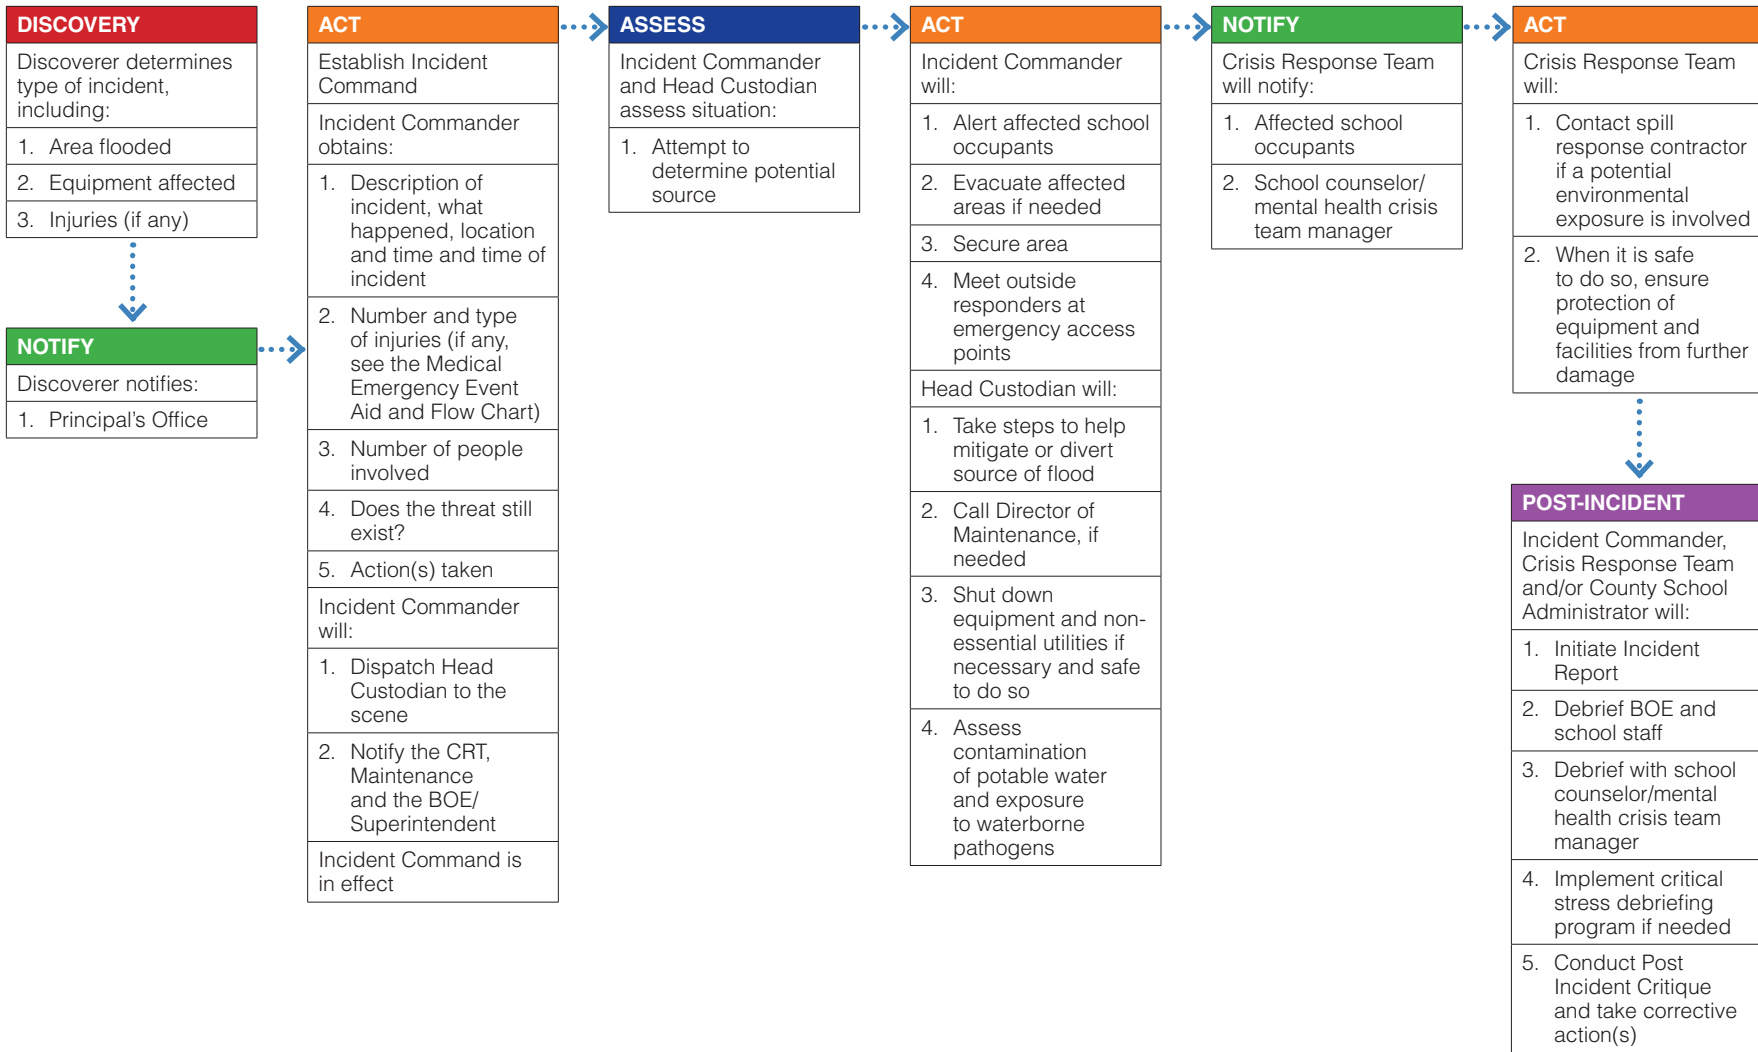 DISCOVERY
Discoverer determines
type of incident,
including:
1. Area flooded
2. Equipment affected
3. Injuries (if any)
NOTIFY
Discoverer notifies:
1. Principal’s Office
ACT
Establish Incident
Command
Incident Commander
obtains:
1. Description of
incident, what
happened, location
and time and time of
incident
2. Number and type
of injuries (if any,
see the Medical
Emergency Event
Aid and Flow Chart)
3. Number of people
involved
4. Does the threat still
exist?
5. Action(s) taken
Incident Commander
will:
1. Dispatch Head
Custodian to the
scene
2. Notify the CRT,
Maintenance
and the BOE/
Superintendent
Incident Command is
in effect
ASSESS
Incident Commander
and Head Custodian
assess situation:
1. Attempt to
determine potential
source
ACT
Incident Commander
will:
1. Alert affected school
occupants
2. Evacuate affected
areas if needed
3. Secure area
4. Meet outside
responders at
emergency access
points
Head Custodian will:
1. Take steps to help
mitigate or divert
source of flood
2. Call Director of
Maintenance, if
needed
3. Shut down
equipment and non-
essential utilities if
necessary and safe
to do so
4. Assess
contamination
of potable water
and exposure
to waterborne
pathogens
NOTIFY
Crisis Response Team
will notify:
1. Affected school
occupants
2. School counselor/
mental health crisis
team manager
ACT
Crisis Response Team
will:
1. Contact spill
response contractor
if a potential
environmental
exposure is involved
2. When it is safe
to do so, ensure
protection of
equipment and
facilities from further
damage
POST-INCIDENT
Incident Commander,
Crisis Response Team
and/or County School
Administrator will:
1. Initiate Incident
Report
2. Debrief BOE and
school staff
3. Debrief with school
counselor/mental
health crisis team
manager
4. Implement critical
stress debriefing
program if needed
5. Conduct Post
Incident Critique
and take corrective
action(s)